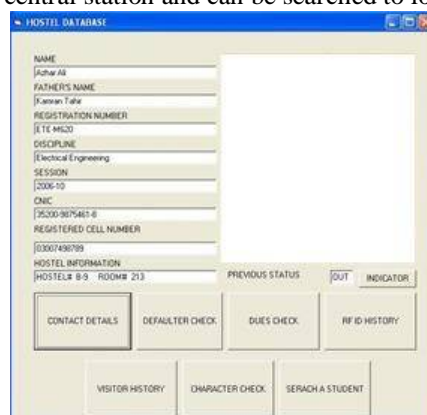 central station and can be searched to
HOSTEL DATABASE
NAME
Azhar Ali
FATHER'S NAME
Kamran Tahir
REGISTRATION NUMBER
ETE-MS20
DISCIPLINE
Electrical Engineering
SESSION
2006-10
CNIC
35200-9875461-8
REGISTERED CELL NUMBER
03007498789
HOSTEL INFORMATION
HOSTEL# B-9 ROOM# 213
PREVIOUS STATUS
OUT
INDICATOR
CONTACT DETAILS
DEFAULTER CHECK
DUES CHECK
RFID HISTORY
VISITOR HISTORY
CHARACTER CHECK
SERACH A STUDENT